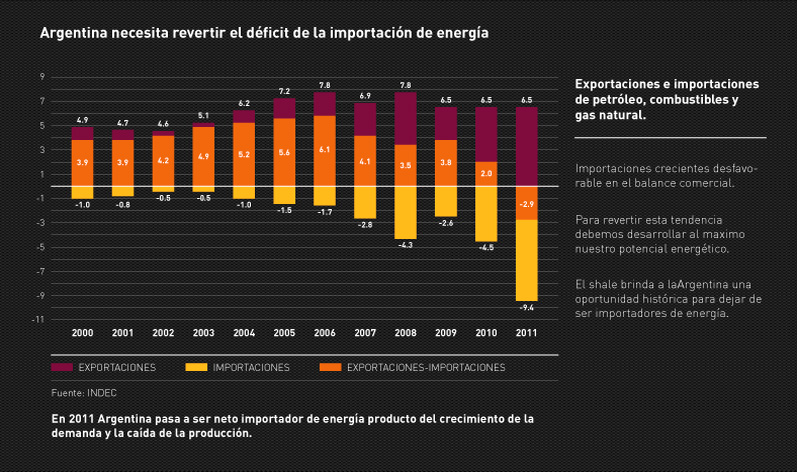 Argentina necesita revertir el déficit de la importación de energía
9
7
5
3
1
-1
-3
-5
-7
-9
-11
4.9 4.7 4.6 5.1 6.2 7.2 7.8 6.9 7.8 6.5 6.5 6.5
3.9 3.9 4.2 4.9 5.2 5.6 6.1 4.1 3.5 3.8 2.0 -2.9
-1.0 -0.8 -0.5 -0.5 -1.0 -1.5 -1.7 -2.8 -4.3 -2.6 -4.5 -9.4
2000 2001 2002 2003 2004 2005 2006 2007 2008 2009 2010 2011
EXPORTACIONES IMPORTACIONES EXPORTACIONES-IMPORTACIONES
Fuente: INDEC
En 2011 Argentina pasa a ser neto importador de energía producto del crecimiento de la
demanda y la caída de la producción.
Exportaciones e importaciones
de petróleo, combustibles y
gas natural.
Importaciones crecientes desfavo-
rable en el balance comercial.
Para revertir esta tendencia
debemos desarrollar al maximo
nuestro potencial energético.
El shale brinda a laArgentina una
oportunidad histórica para dejar de
ser importadores de energía.